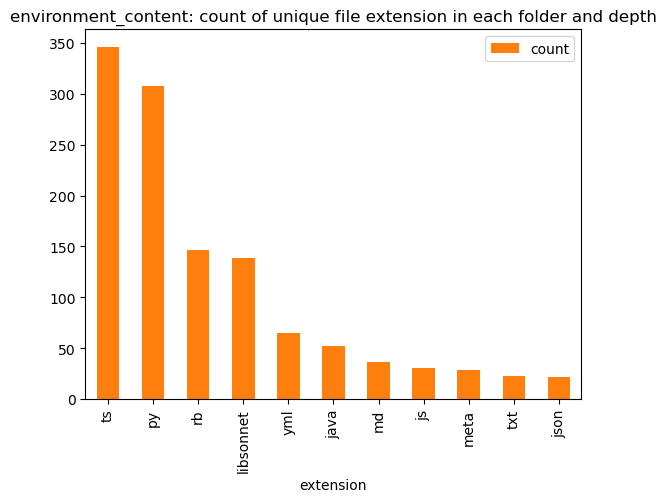 environment_content: count of unique file extension in each folder and depth
count
350
300
250
200
150
100
50
0
ts
py
rb
libsonnet
yml
java
md
js
meta
txt
json
extension